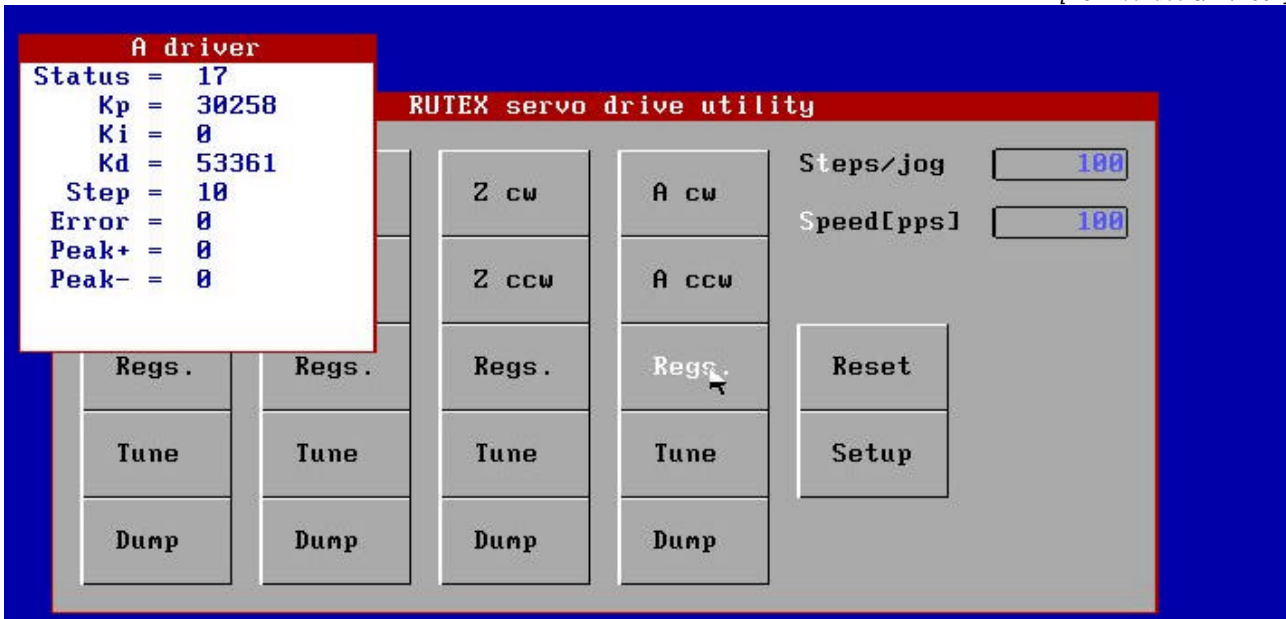 A driver
Status = 17
Kp = 30258
Ki = 0
Kd = 53361
Step = 10
Error = 0
Peak+ = 0
Peak- = 0
RUTEX servo drive utility
Z cw
A cw
Steps/jog 100
Speed[pps] 100
Z ccw
A ccw
Regs. Regs. Regs. Regs. Reset
Tune Tune Tune Tune Setup
Dump Dump Dump Dump